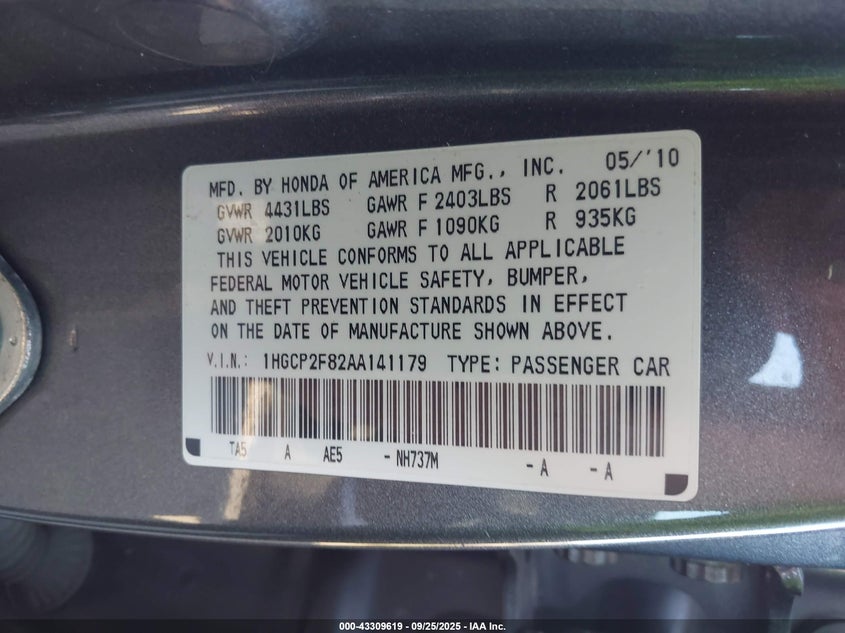 MFD. BY HONDA OF AMERICA MFG., INC. 05/'10
GVWR 4431LBS GAWR F 2403LBS R 2061LBS
GVWR 2010KG GAWR F 1090KG R 935KG
THIS VEHICLE CONFORMS TO ALL APPLICABLE
FEDERAL MOTOR VEHICLE SAFETY, BUMPER,
AND THEFT PREVENTION STANDARDS IN EFFECT
ON THE DATE OF MANUFACTURE SHOWN ABOVE.
V.I.N.: 1HGCP2F82AA141179 TYPE: PASSENGER CAR
TA5 A AE5 - NH737M - A - A
000-43309619 - 09/25/2025 - IAA Inc.